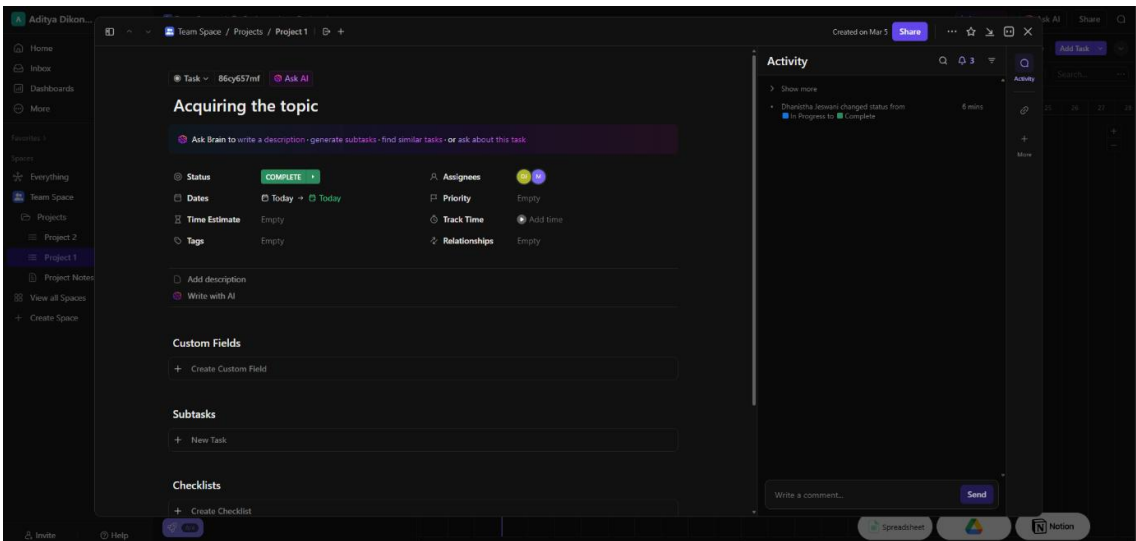 A Aditya Dikon...
Home
Inbox
Dashboards
More
Favorites
Spaces
Everything
Team Space
Projects
Project 2
Project 1
Project Notes
View all Spaces
Create Space
Invite
Help
Team Space / Projects / Project 1
Created on Mar 5
Share
Task
86cy657mf
Ask AI
Acquiring the topic
Ask Brain to write a description · generate subtasks · find similar tasks · or ask about this task
Status COMPLETE
Assignees
Dates Today → Today
Priority Empty
Time Estimate Empty
Track Time Add time
Tags Empty
Relationships Empty
Add description
Write with AI
Custom Fields
+ Create Custom Field
Subtasks
+ New Task
Checklists
+ Create Checklist
Activity
3
Show more
Dhanistha Jeswani changed status from
In Progress to Complete
6 mins
Write a comment...
Send
Activity
More
Ask AI
Share
Add Task
Search...
25 26 27 28
Spreadsheet
Notion